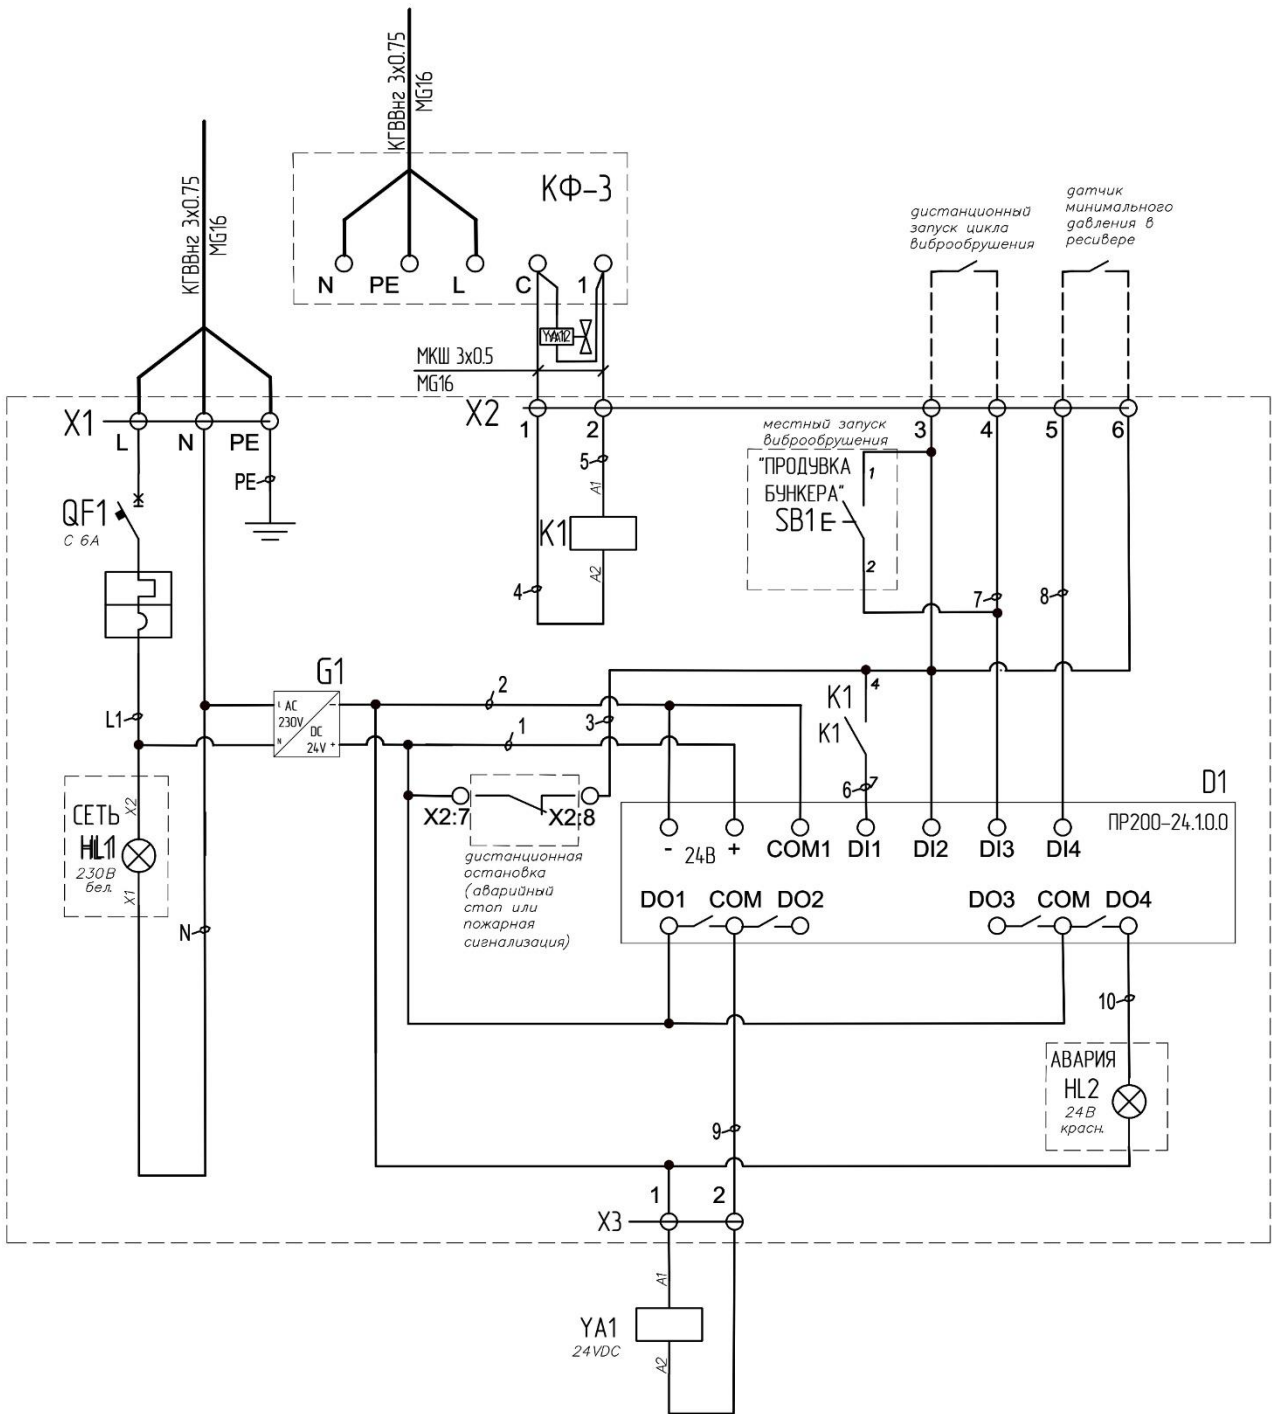 КГВВнг 3х0.75
MG16
КГВВнг 3х0.75
MG16
КФ-3
N
PE
L
C
1
YA12
МКШ 3х0.5
MG16
дистанционный
запуск цикла
виброобрушения
датчик
минимального
давления в
ресивере
X1
L
N
PE
X2
1
2
3
4
5
6
PE
QF1
С 6А
5
A1
K1
A2
4
местный запуск
виброобрушения
"ПРОДУВКА
БУНКЕРА"
SB1
1
2
7
8
G1
L AC
230V
N
DC
24V +
-
L1
2
1
3
K1
4
K1
6
7
СЕТЬ
HL1
230В
бел.
X2
X1
N
X2:7
X2:8
дистанционная
остановка
(аварийный
стоп или
пожарная
сигнализация)
D1
ПР200-24.1.0.0
- 24В +
COM1
DI1
DI2
DI3
DI4
DO1
COM
DO2
DO3
COM
DO4
10
АВАРИЯ
HL2
24В
красн.
9
1
2
X3
A1
YA1
24VDC
A2